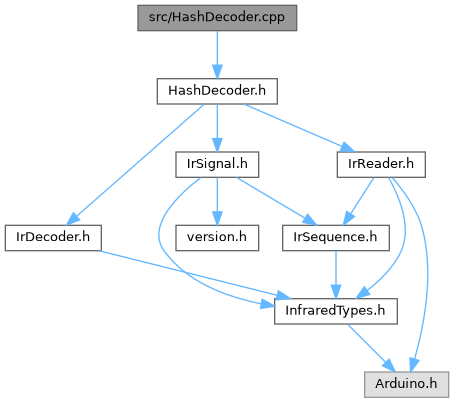 src/HashDecoder.cpp
HashDecoder.h
IrSignal.h
IrReader.h
IrDecoder.h
version.h
IrSequence.h
InfraredTypes.h
Arduino.h